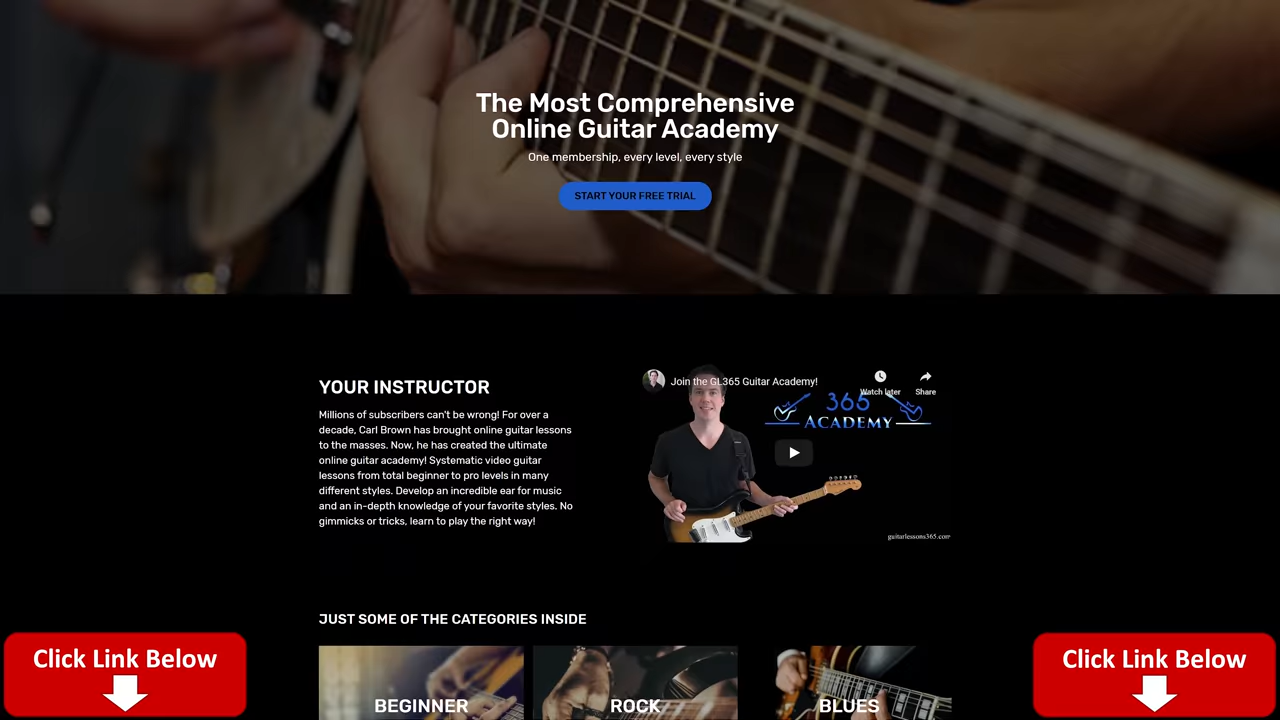 The Most Comprehensive
Online Guitar Academy
One membership, every level, every style
START YOUR FREE TRIAL
YOUR INSTRUCTOR
Millions of subscribers can't be wrong! For over a
decade, Carl Brown has brought online guitar lessons
to the masses. Now, he has created the ultimate
online guitar academy! Systematic video guitar
lessons from total beginner to pro levels in many
different styles. Develop an incredible ear for music
and an in-depth knowledge of your favorite styles. No
gimmicks or tricks, learn to play the right way!
Join the GL365 Guitar Academy!
Watch later
Share
365
ACADEMY
guitarlessons365.com
JUST SOME OF THE CATEGORIES INSIDE
BEGINNER
ROCK
BLUES
Click Link Below
Click Link Below